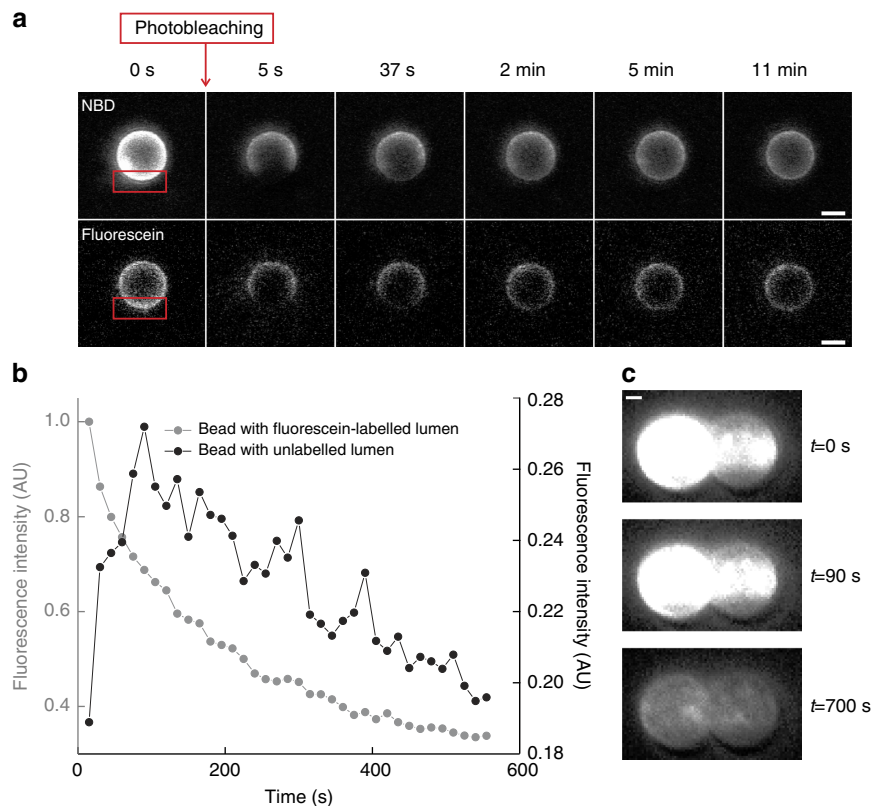 a
Photobleaching
0 s 5 s 37 s 2 min 5 min 11 min
NBD
Fluorescein
b
Fluorescence intensity (AU)
1.0
0.8
0.6
0.4
Bead with fluorescein-labelled lumen
Bead with unlabelled lumen
0.28
0.26
0.24
0.22
0.20
0.18
Fluorescence intensity (AU)
0 200 400 600
Time (s)
c
t=0 s
t=90 s
t=700 s